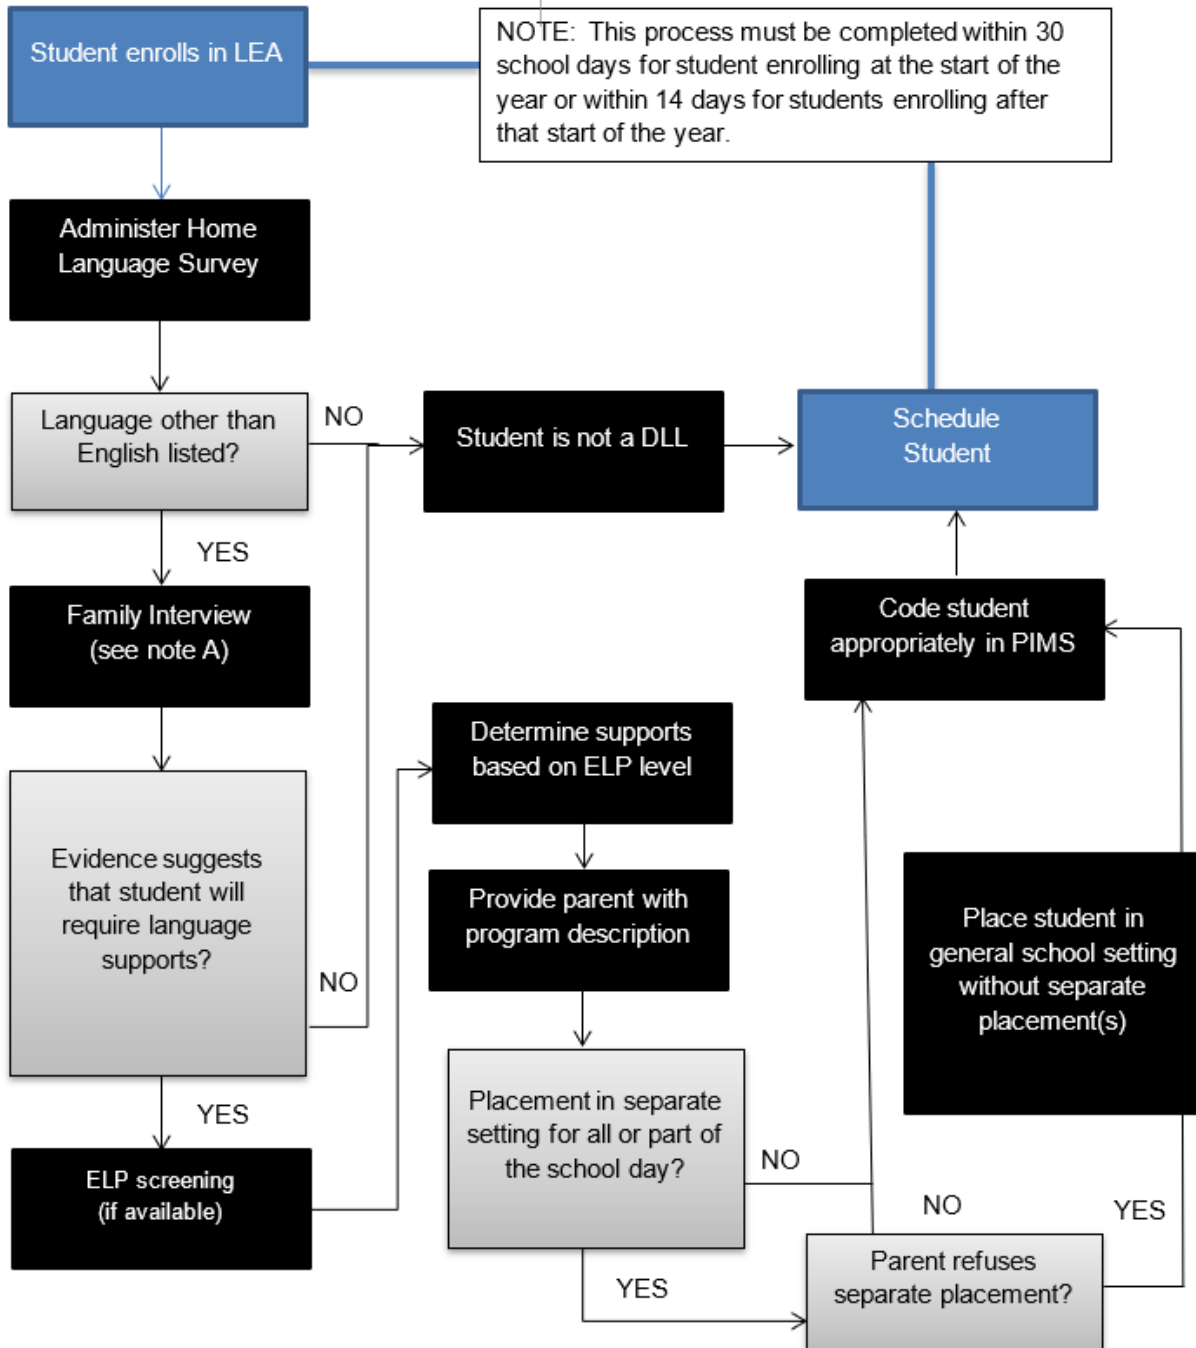 Student enrolls in LEA
NOTE: This process must be completed within 30
school days for student enrolling at the start of the
year or within 14 days for students enrolling after
that start of the year.
Administer Home
Language Survey
Language other than
English listed?
NO
Student is not a DLL
Schedule
Student
YES
Family Interview
(see note A)
Code student
appropriately in PIMS
Determine supports
based on ELP level
Evidence suggests
that student will
require language
supports?
NO
Provide parent with
program description
Place student in
general school setting
without separate
placement(s)
YES
Placement in separate
setting for all or part of
the school day?
NO
ELP screening
(if available)
NO
YES
YES
Parent refuses
separate placement?